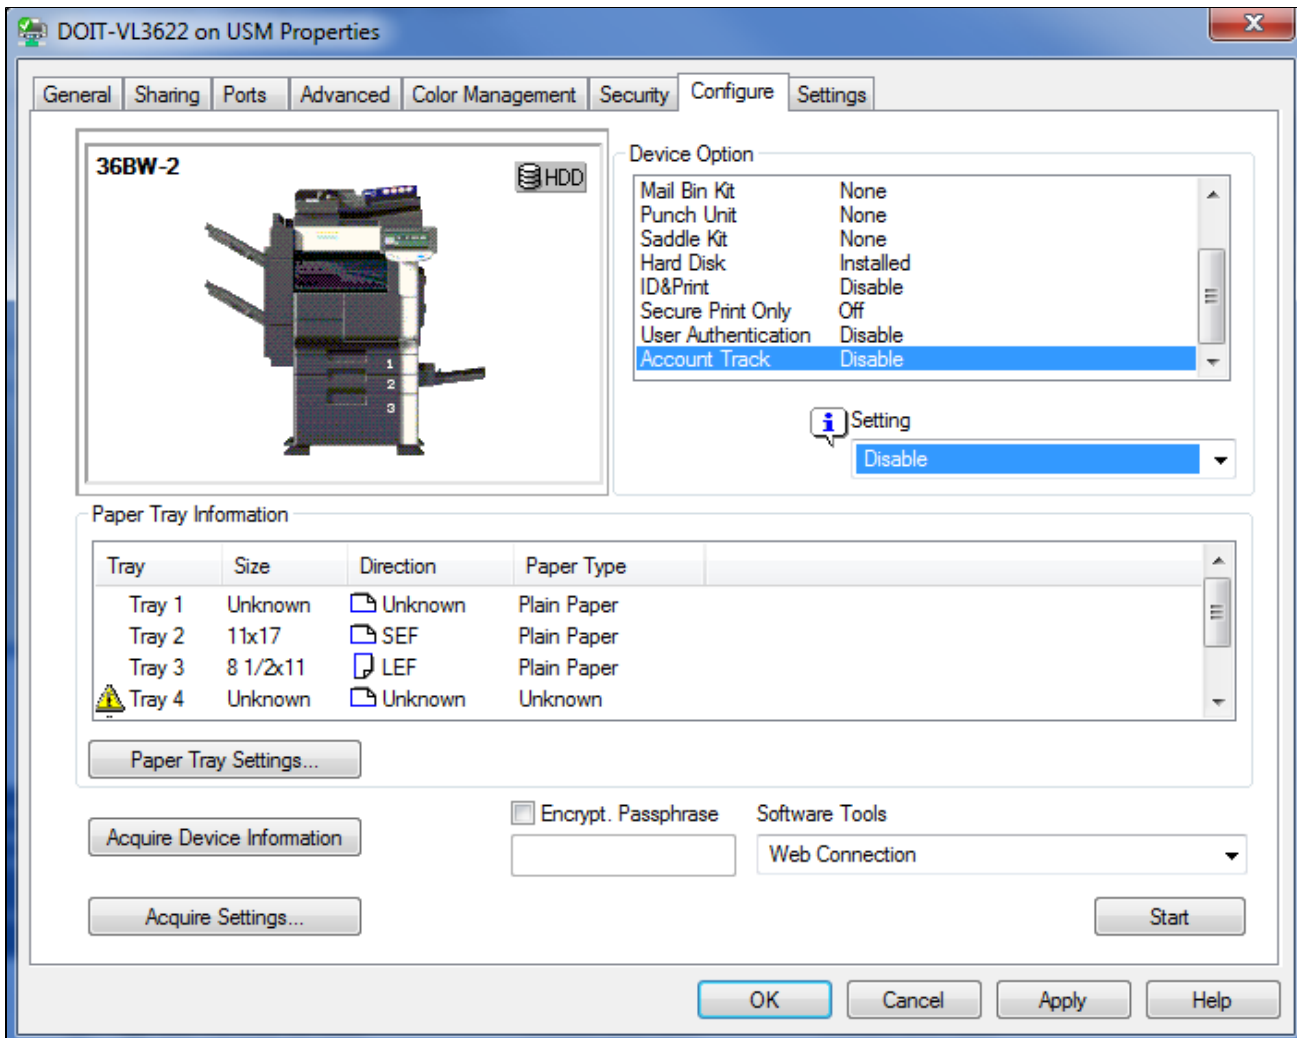 DOIT-VL3622 on USM Properties
General Sharing Ports Advanced Color Management Security Configure Settings
36BW-2
HDD
1
2
3
Device Option
Mail Bin Kit None
Punch Unit None
Saddle Kit None
Hard Disk Installed
ID&Print Disable
Secure Print Only Off
User Authentication Disable
Account Track Disable
Setting
Disable
Paper Tray Information
Tray Size Direction Paper Type
Tray 1 Unknown Unknown Plain Paper
Tray 2 11x17 SEF Plain Paper
Tray 3 8 1/2x11 LEF Plain Paper
Tray 4 Unknown Unknown Unknown
Paper Tray Settings...
Acquire Device Information
Encrypt. Passphrase
Software Tools
Web Connection
Acquire Settings...
Start
OK Cancel Apply Help